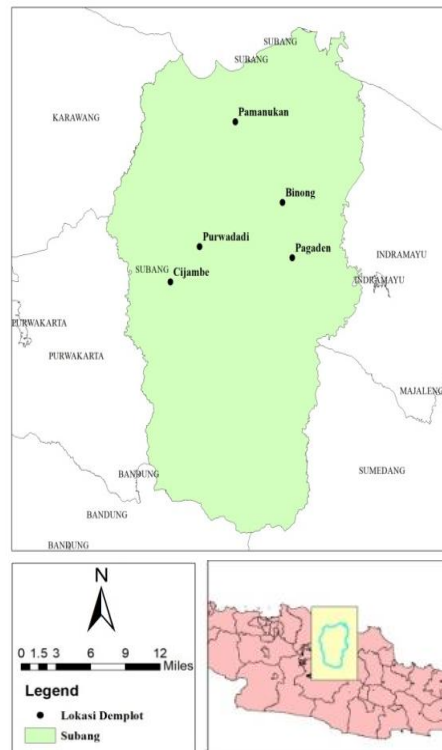 SUBANG
SUBANG
KARAWANG
Pamanukan
Binong
Purwadadi
Pagaden
INDRAMAYU
SUBANG
Cijambe
INDRAMAYU
PURWAKARTA
PURWAKARTA
MAJALENG
BANDUNG
SUMEDANG
BANDUNG
BANDUNG
N
0 1.5 3 6 9 12
Miles
Legend
Lokasi Demplot
Subang